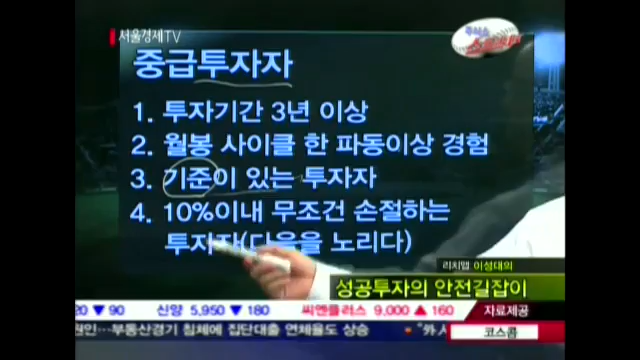 서울경제TV
중급투자자
1. 투자기간 3년 이상
2. 월봉 사이클 한 파동이상 경험
3. 기준이 있는 투자자
4. 10%이내 무조건 손절하는
투자자(다음을 노리다)
리치맵 이성대의
성공투자의 안전길잡이
20 ▼ 90 신양 5,950 ▼ 180 씨엔플러스 9,000 ▲ 160 자료제공
원인…부동산경기 침체에 집단대출 연체율도 상승 "外 코스콤